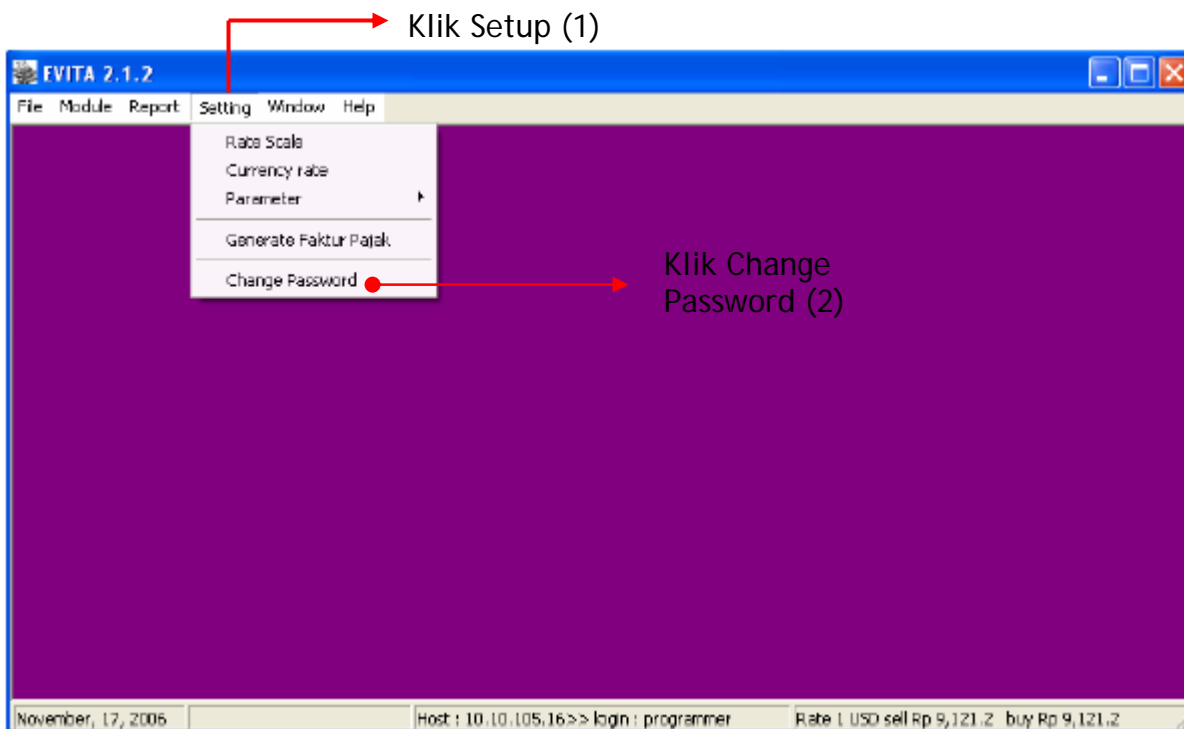 Klik Setup (1)
EVITA 2.1.2
File Module Report Setting Window Help
Rate Scale
Currency rate
Parameter
Generate Faktur Pajak
Change Password
Klik Change
Password (2)
November, 17, 2006 Host : 10.10.105.16>> login : programmer Rate 1 USD sell Rp 9,121.2 buy Rp 9,121.2